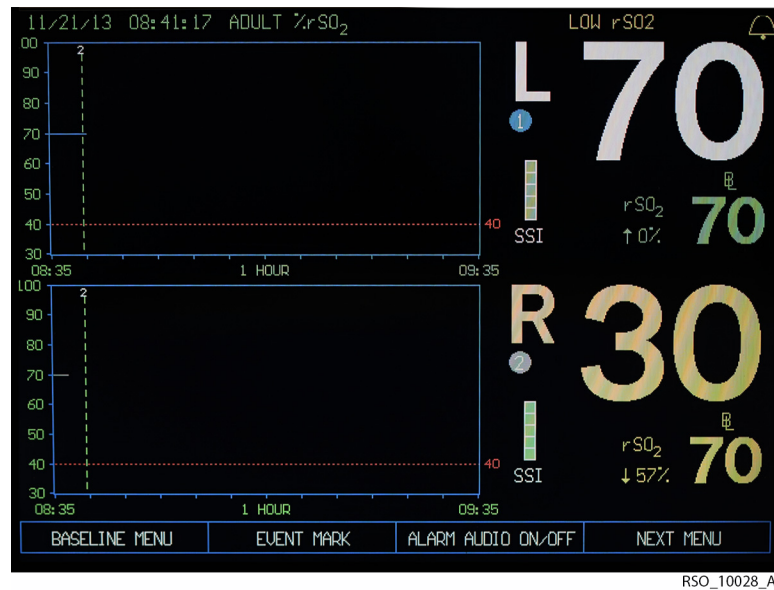 11/21/13 08:41:17 ADULT %rSO2
LOW rSO2
00
2
90
80
70
60
50
40
30
40
08:35
1 HOUR
09:35
L
1
SSI
70
BL
rSO2
70
↑0%
100
2
90
80
70
60
50
40
30
40
08:35
1 HOUR
09:35
R
2
SSI
30
BL
rSO2
70
↓57%
BASELINE MENU
EVENT MARK
ALARM AUDIO ON/OFF
NEXT MENU
RSO_10028_A